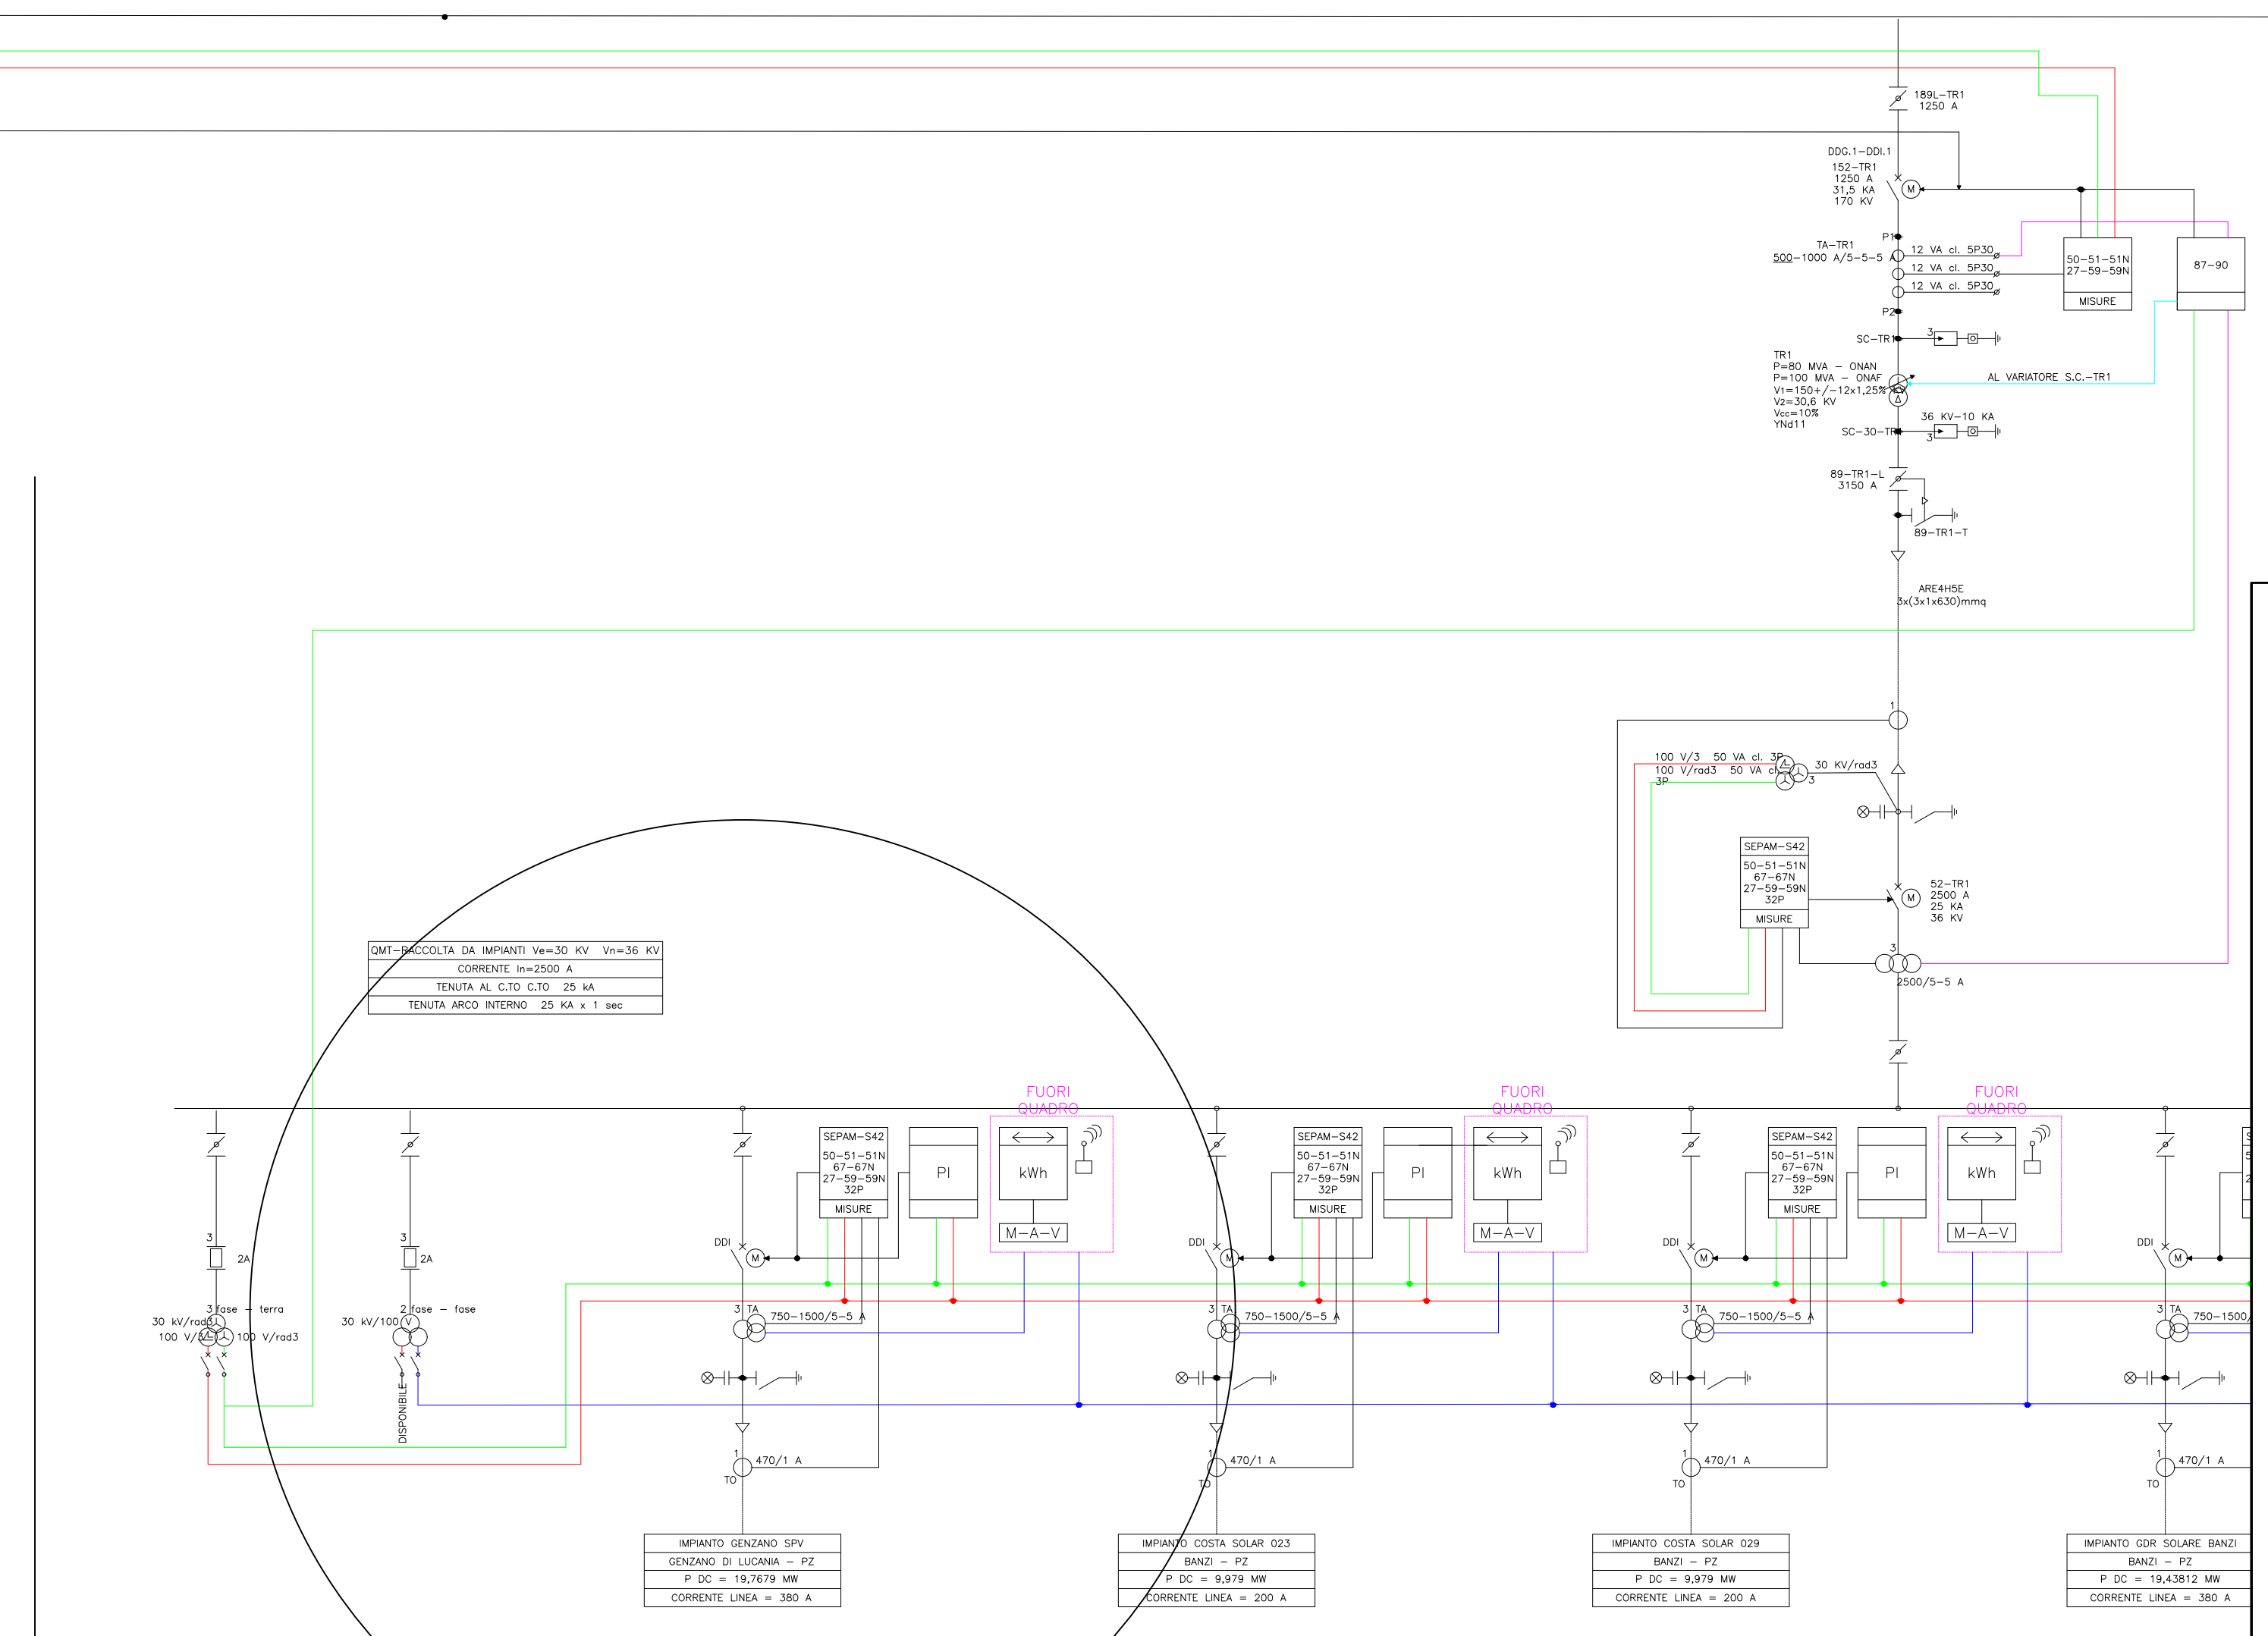 189L-TR1
1250 A
DDG.1-DDI.1
152-TR1
1250 A
31,5 KA
170 KV
M
P1
TA-TR1
500-1000 A/5-5-5 A
12 VA cl. 5P30
12 VA cl. 5P30
12 VA cl. 5P30
P2
50-51-51N
27-59-59N
MISURE
87-90
SC-TR1
3
TR1
P=80 MVA - ONAN
P=100 MVA - ONAF
V1=150+/-12x1,25% KV
V2=30,6 KV
Vcc=10%
YNd11
AL VARIATORE S.C.-TR1
36 KV-10 KA
SC-30-TR1
3
89-TR1-L
3150 A
89-TR1-T
ARE4H5E
3x(3x1x630)mmq
1
100 V/3 50 VA cl. 3P
100 V/rad3 50 VA cl.
3P
30 KV/rad3
3
SEPAM-S42
50-51-51N
67-67N
27-59-59N
32P
MISURE
M
52-TR1
2500 A
25 KA
36 KV
3
2500/5-5 A
QMT-RACCOLTA DA IMPIANTI Ve=30 KV Vn=36 KV
CORRENTE In=2500 A
TENUTA AL C.TO C.TO 25 kA
TENUTA ARCO INTERNO 25 KA x 1 sec
3
2A
3 fase - terra
30 kV/rad3
100 V/3
100 V/rad3
3
2A
2 fase - fase
30 kV/100 V
DISPONIBILE
FUORI
QUADRO
SEPAM-S42
50-51-51N
67-67N
27-59-59N
32P
MISURE
PI
kWh
M-A-V
DDI
M
3 TA
750-1500/5-5 A
1
470/1 A
TO
IMPIANTO GENZANO SPV
GENZANO DI LUCANIA - PZ
P DC = 19,7679 MW
CORRENTE LINEA = 380 A
FUORI
QUADRO
SEPAM-S42
50-51-51N
67-67N
27-59-59N
32P
MISURE
PI
kWh
M-A-V
DDI
M
3 TA
750-1500/5-5 A
1
470/1 A
TO
IMPIANTO COSTA SOLAR 023
BANZI - PZ
P DC = 9,979 MW
CORRENTE LINEA = 200 A
FUORI
QUADRO
SEPAM-S42
50-51-51N
67-67N
27-59-59N
32P
MISURE
PI
kWh
M-A-V
DDI
M
3 TA
750-1500/5-5 A
1
470/1 A
TO
IMPIANTO COSTA SOLAR 029
BANZI - PZ
P DC = 9,979 MW
CORRENTE LINEA = 200 A
DDI
M
3 TA
750-1500/
1
470/1 A
TO
IMPIANTO GDR SOLARE BANZI
BANZI - PZ
P DC = 19,43812 MW
CORRENTE LINEA = 380 A